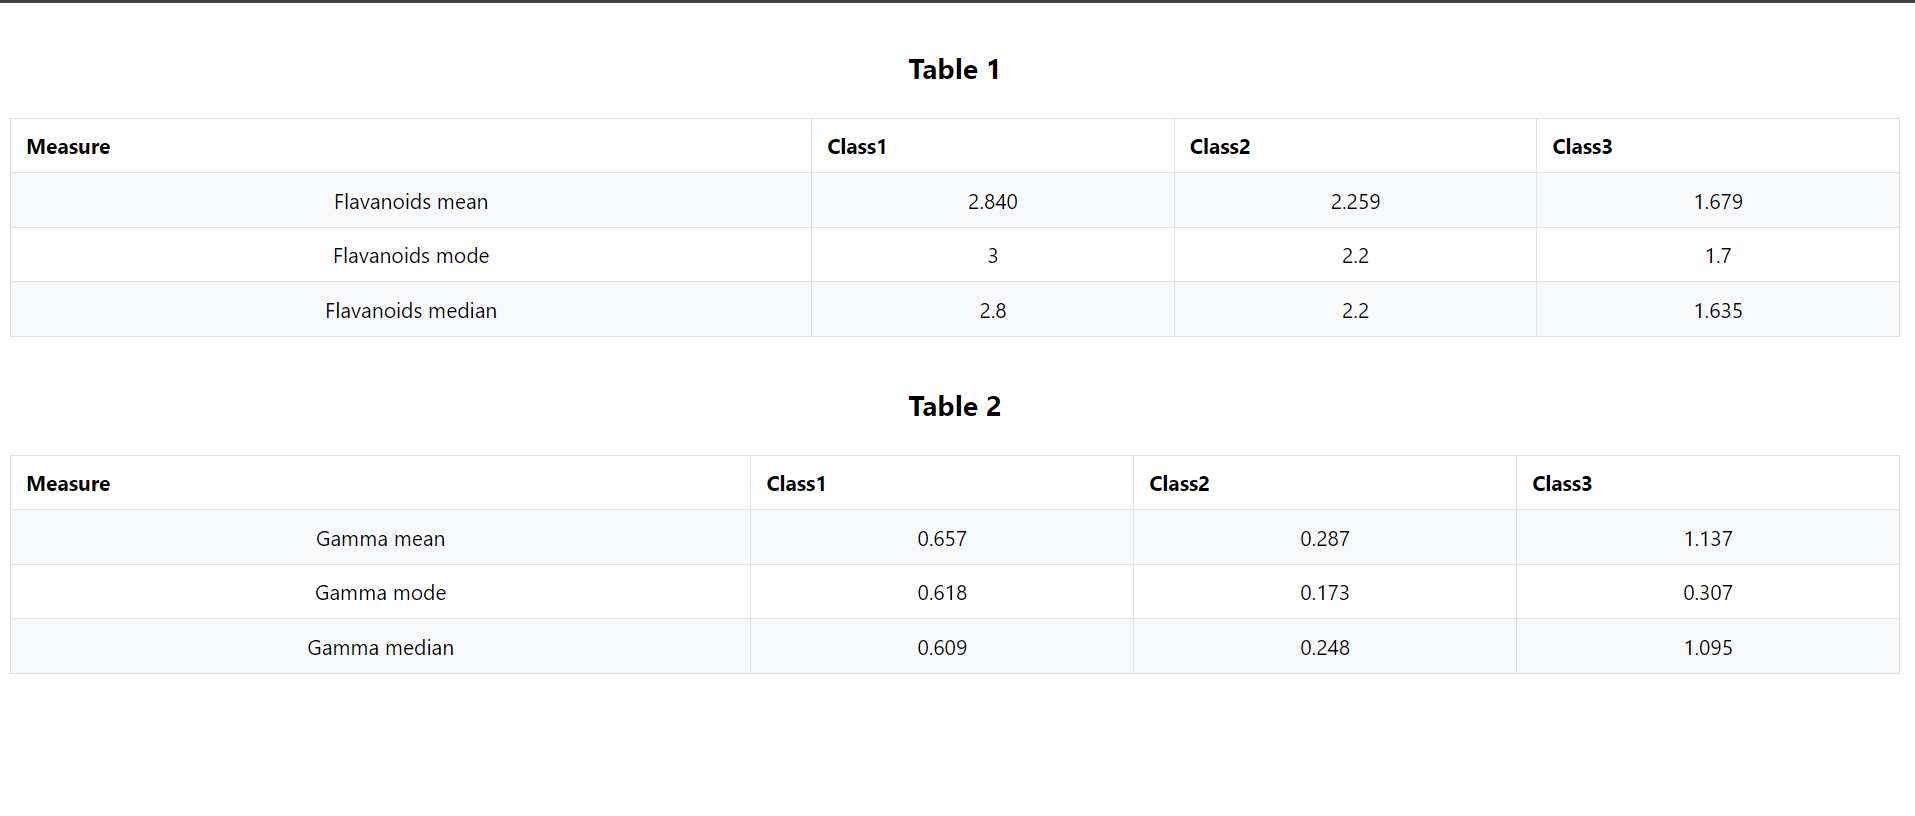 Table 1
Measure Class1 Class2 Class3
Flavanoids mean 2.840 2.259 1.679
Flavanoids mode 3 2.2 1.7
Flavanoids median 2.8 2.2 1.635
Table 2
Measure Class1 Class2 Class3
Gamma mean 0.657 0.287 1.137
Gamma mode 0.618 0.173 0.307
Gamma median 0.609 0.248 1.095